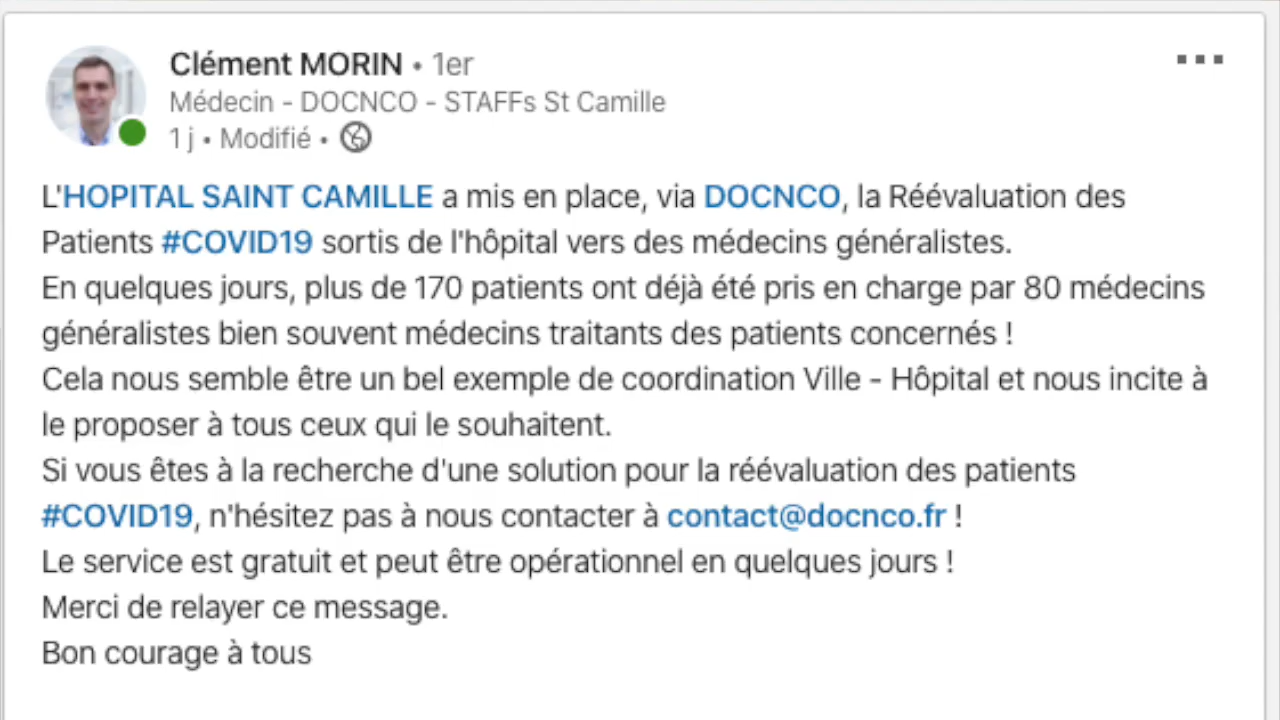 Clément MORIN • 1er
Médecin - DOCNCO - STAFFs St Camille
1 j • Modifié •
L'HOPITAL SAINT CAMILLE a mis en place, via DOCNCO, la Réévaluation des
Patients #COVID19 sortis de l'hôpital vers des médecins généralistes.
En quelques jours, plus de 170 patients ont déjà été pris en charge par 80 médecins
généralistes bien souvent médecins traitants des patients concernés !
Cela nous semble être un bel exemple de coordination Ville - Hôpital et nous incite à
le proposer à tous ceux qui le souhaitent.
Si vous êtes à la recherche d'une solution pour la réévaluation des patients
#COVID19, n'hésitez pas à nous contacter à contact@docnco.fr !
Le service est gratuit et peut être opérationnel en quelques jours !
Merci de relayer ce message.
Bon courage à tous